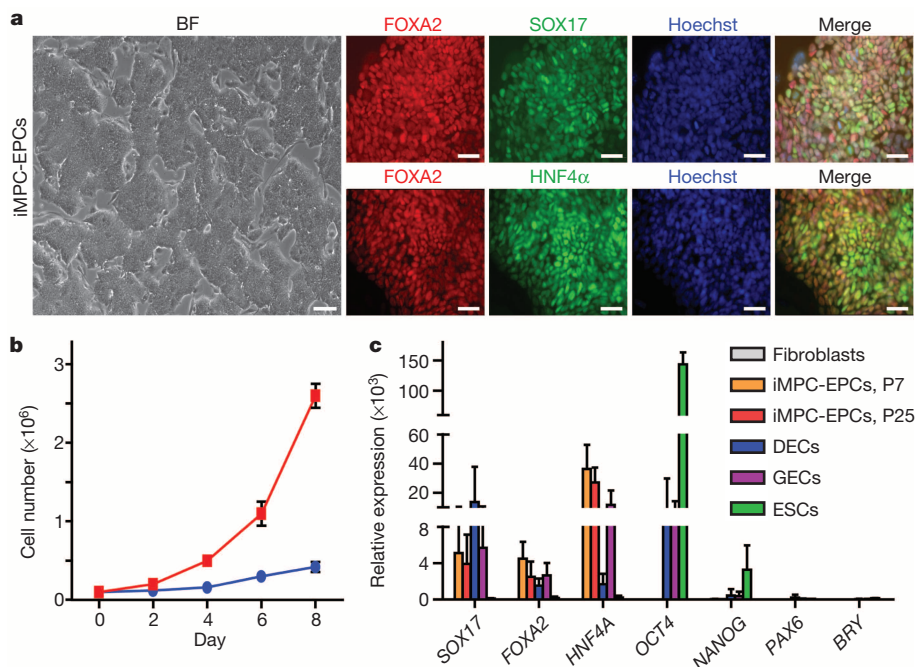 a
BF
FOXA2
SOX17
Hoechst
Merge
iMPC-EPCs
FOXA2
HNF4α
Hoechst
Merge
b
Cell number (×10⁶)
3
2
1
0
0 2 4 6 8
Day
c
Relative expression (×10³)
150
100
60
40
20
8
4
0
SOX17
FOXA2
HNF4A
OCT4
NANOG
PAX6
BRY
Fibroblasts
iMPC-EPCs, P7
iMPC-EPCs, P25
DECs
GECs
ESCs